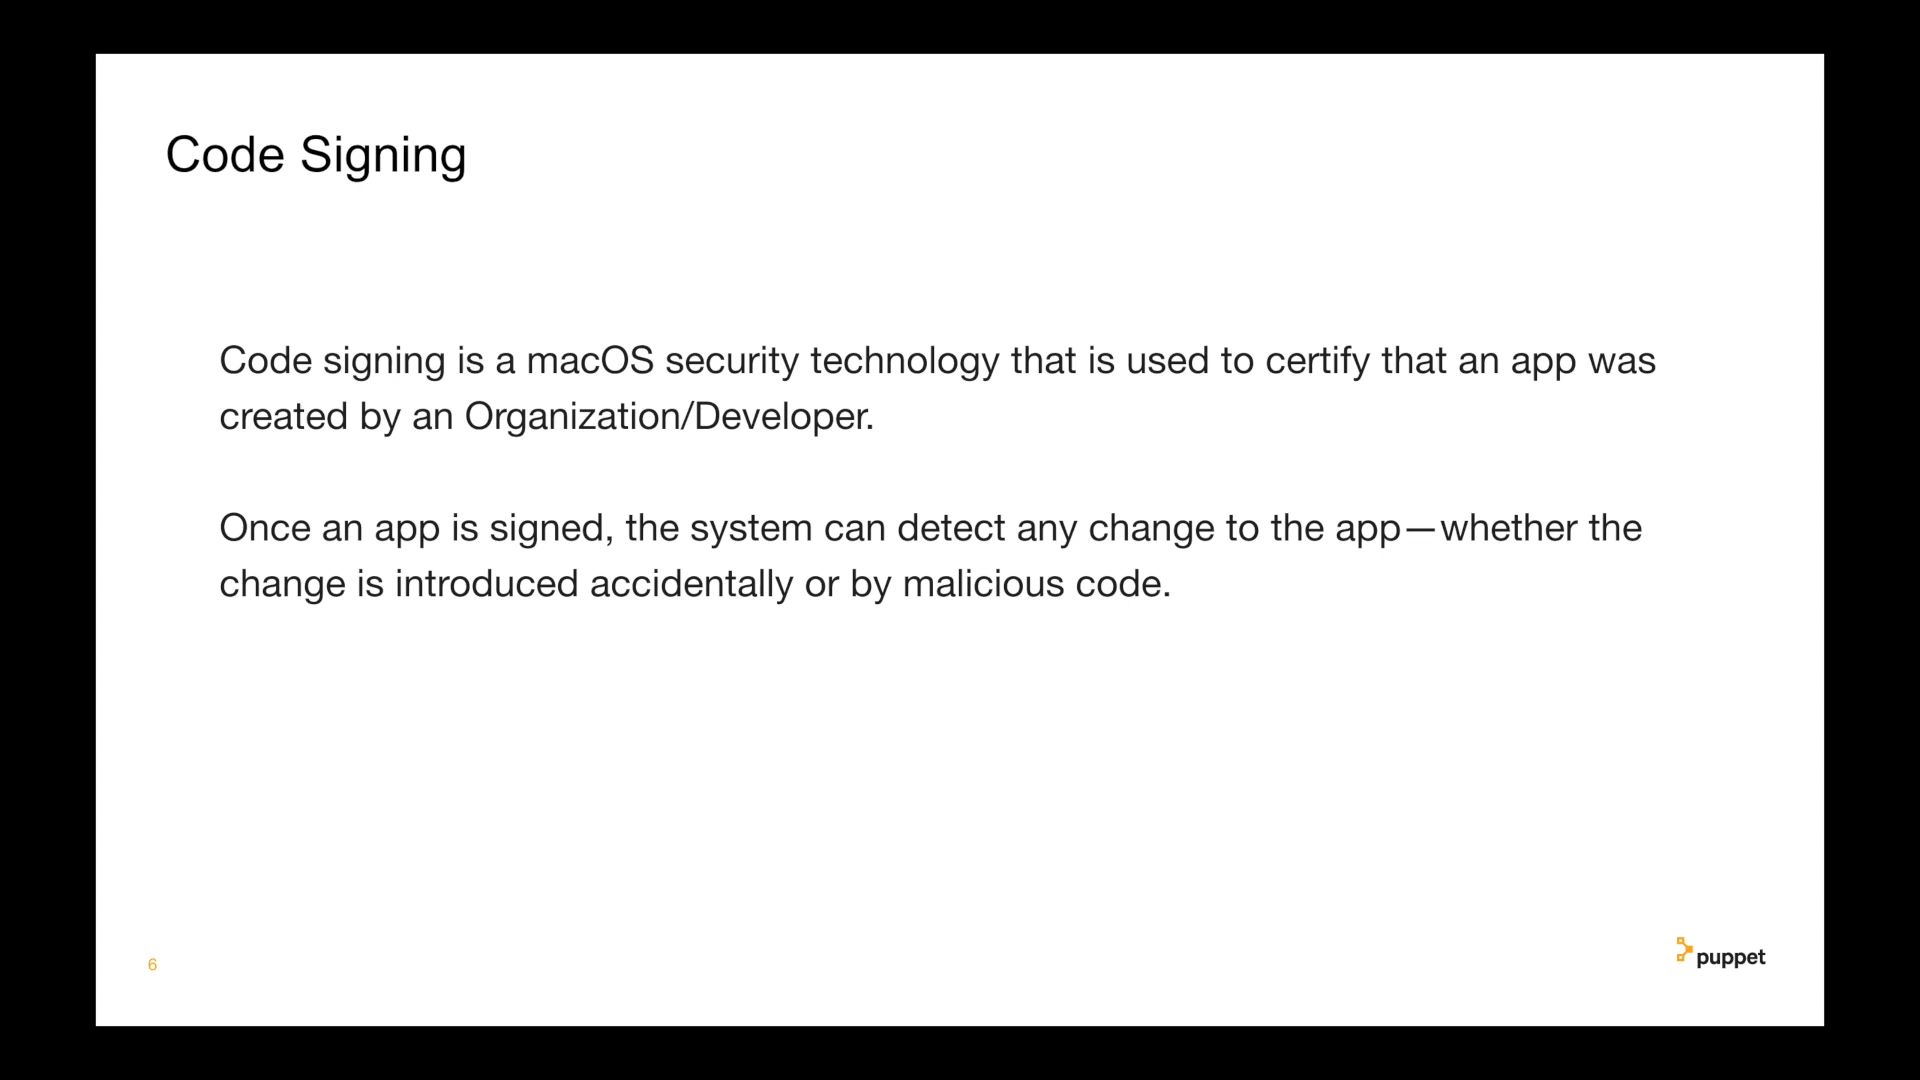 Code Signing
Code signing is a macOS security technology that is used to certify that an app was
created by an Organization/Developer.
Once an app is signed, the system can detect any change to the app—whether the
change is introduced accidentally or by malicious code.
6
puppet